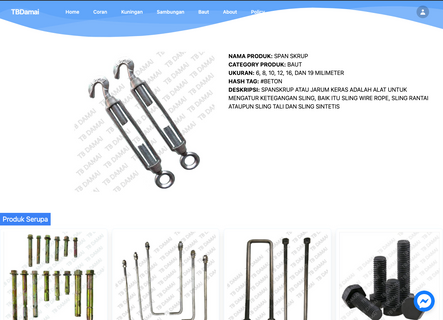 TBDamai Home Coran Kuningan Sambungan Baut About Policy
NAMA PRODUK: SPAN SKRUP
CATEGORY PRODUK: BAUT
UKURAN: 6, 8, 10, 12, 16, DAN 19 MILIMETER
HASH TAG: #BETON
DESKRIPSI: SPANSKRUP ATAU JARUM KERAS ADALAH ALAT UNTUK
MENGATUR KETEGANGAN SLING, BAIK ITU SLING WIRE ROPE, SLING RANTAI
ATAUPUN SLING TALI DAN SLING SINTETIS
TB DAMAI
Produk Serupa